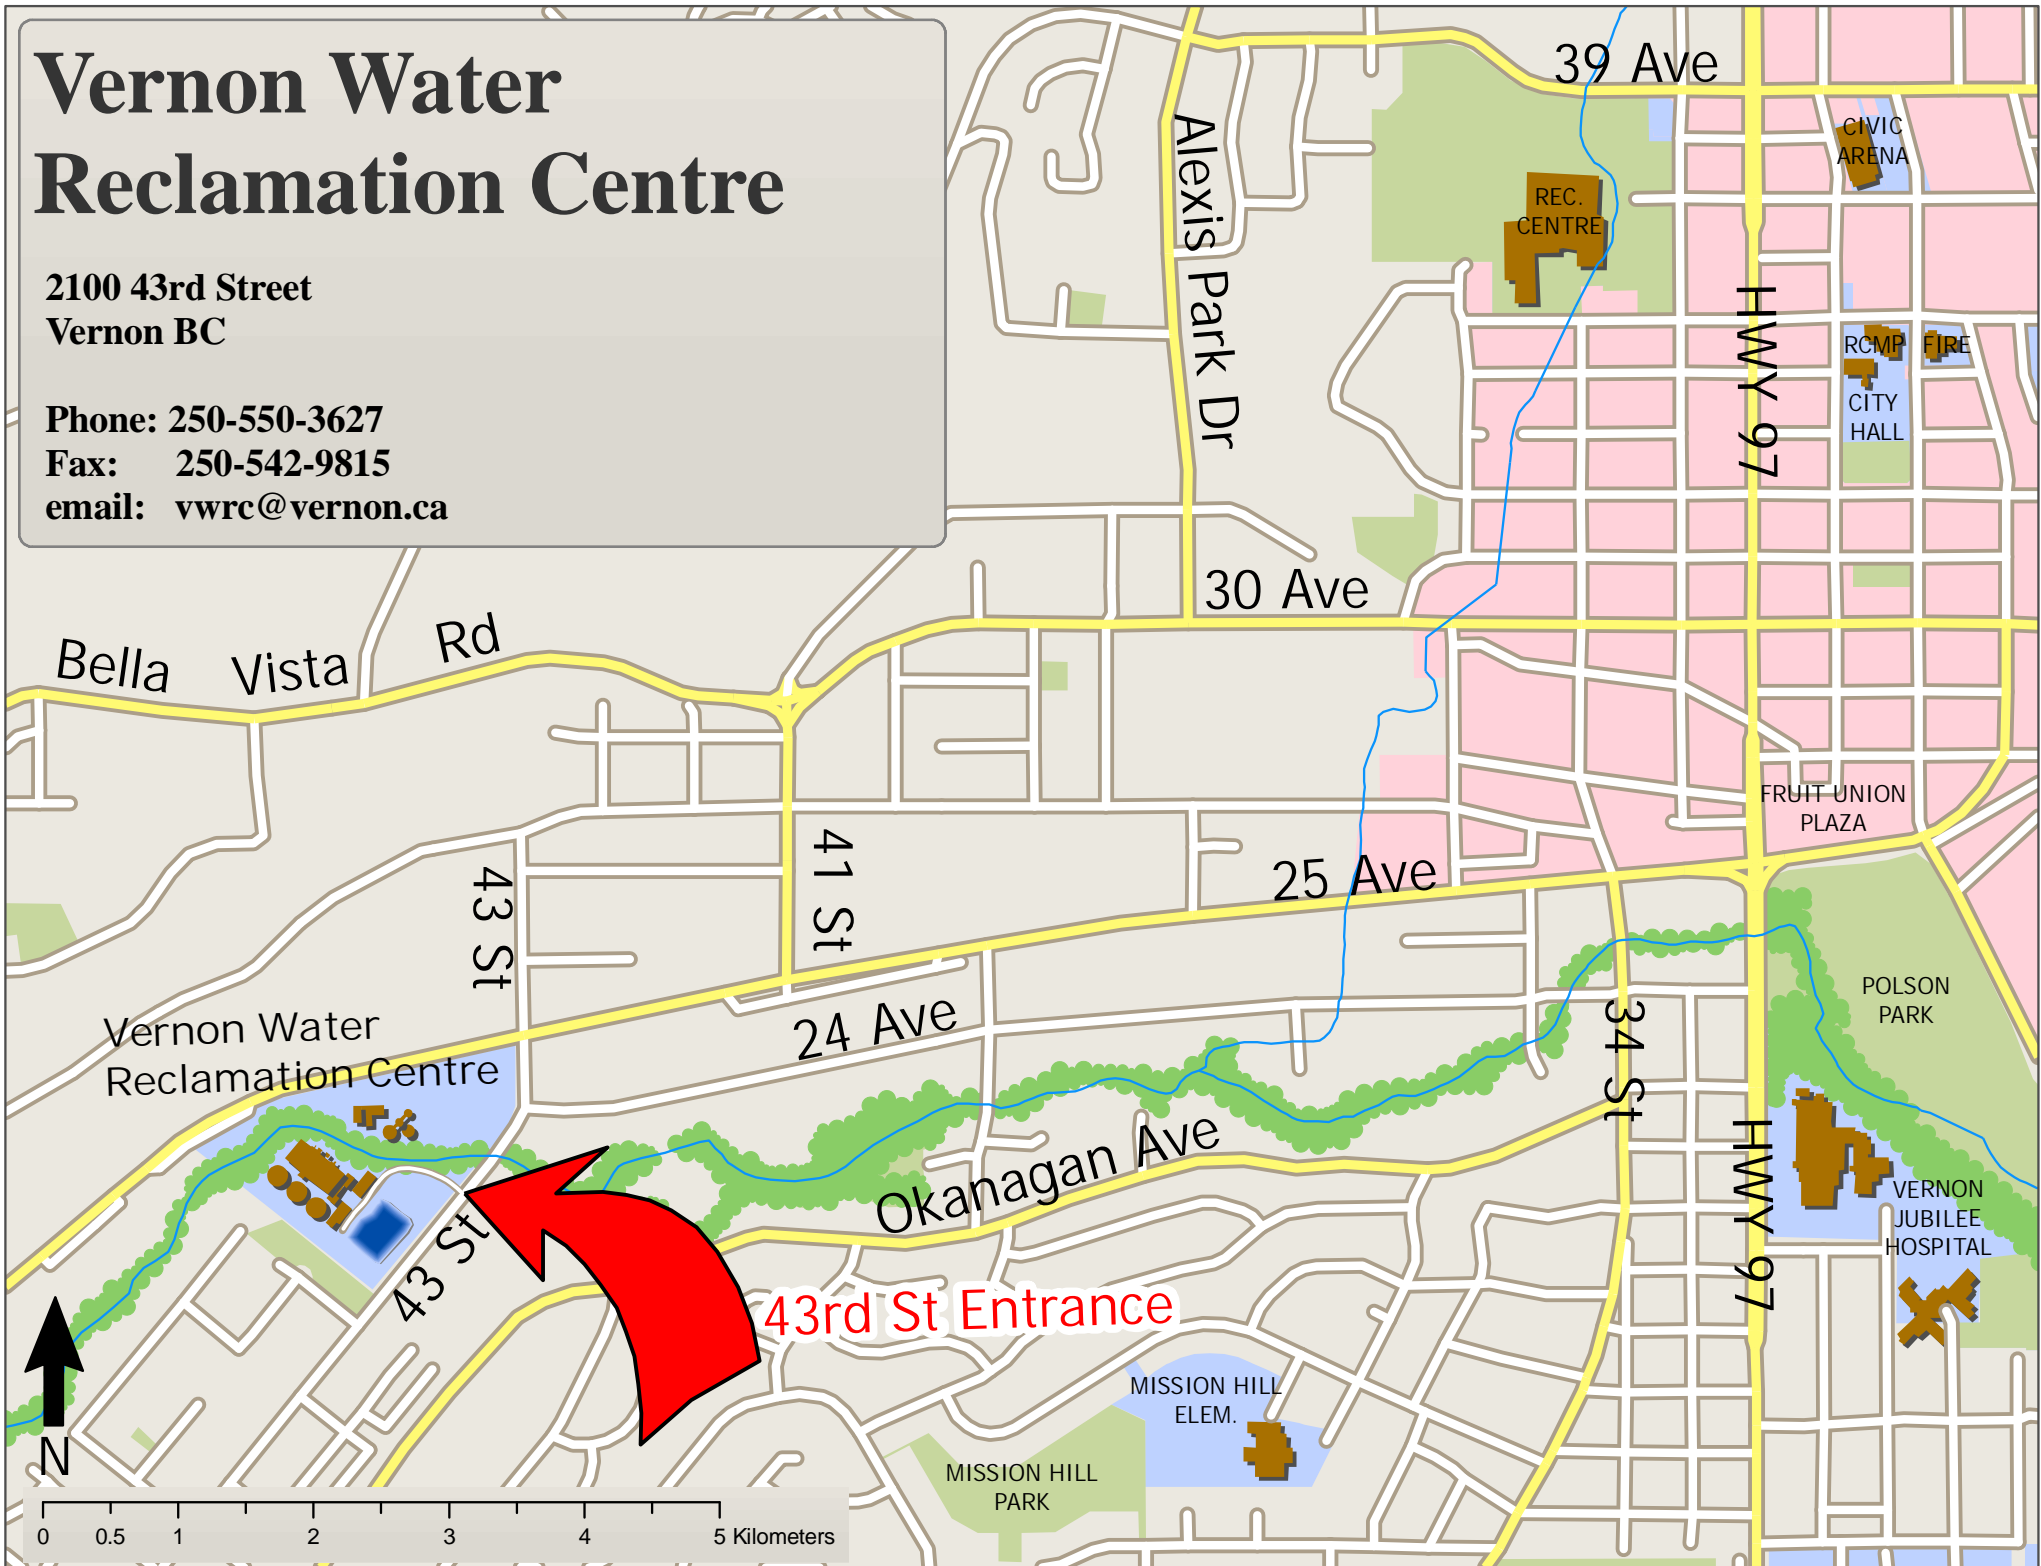 Vernon Water
Reclamation Centre
2100 43rd Street
Vernon BC
Phone: 250-550-3627
Fax: 250-542-9815
email: vwrc@vernon.ca
39 Ave
CIVIC
ARENA
REC.
CENTRE
Alexis Park Dr
HWY 97
RCMP FIRE
CITY
HALL
30 Ave
Bella Vista Rd
FRUIT UNION
PLAZA
41 St
25 Ave
43 St
POLSON
PARK
24 Ave
34 St
Vernon Water
Reclamation Centre
Okanagan Ave
HWY 97
VERNON
JUBILEE
HOSPITAL
43 St
43rd St Entrance
MISSION HILL
ELEM.
MISSION HILL
PARK
N
0 0.5 1 2 3 4 5 Kilometers